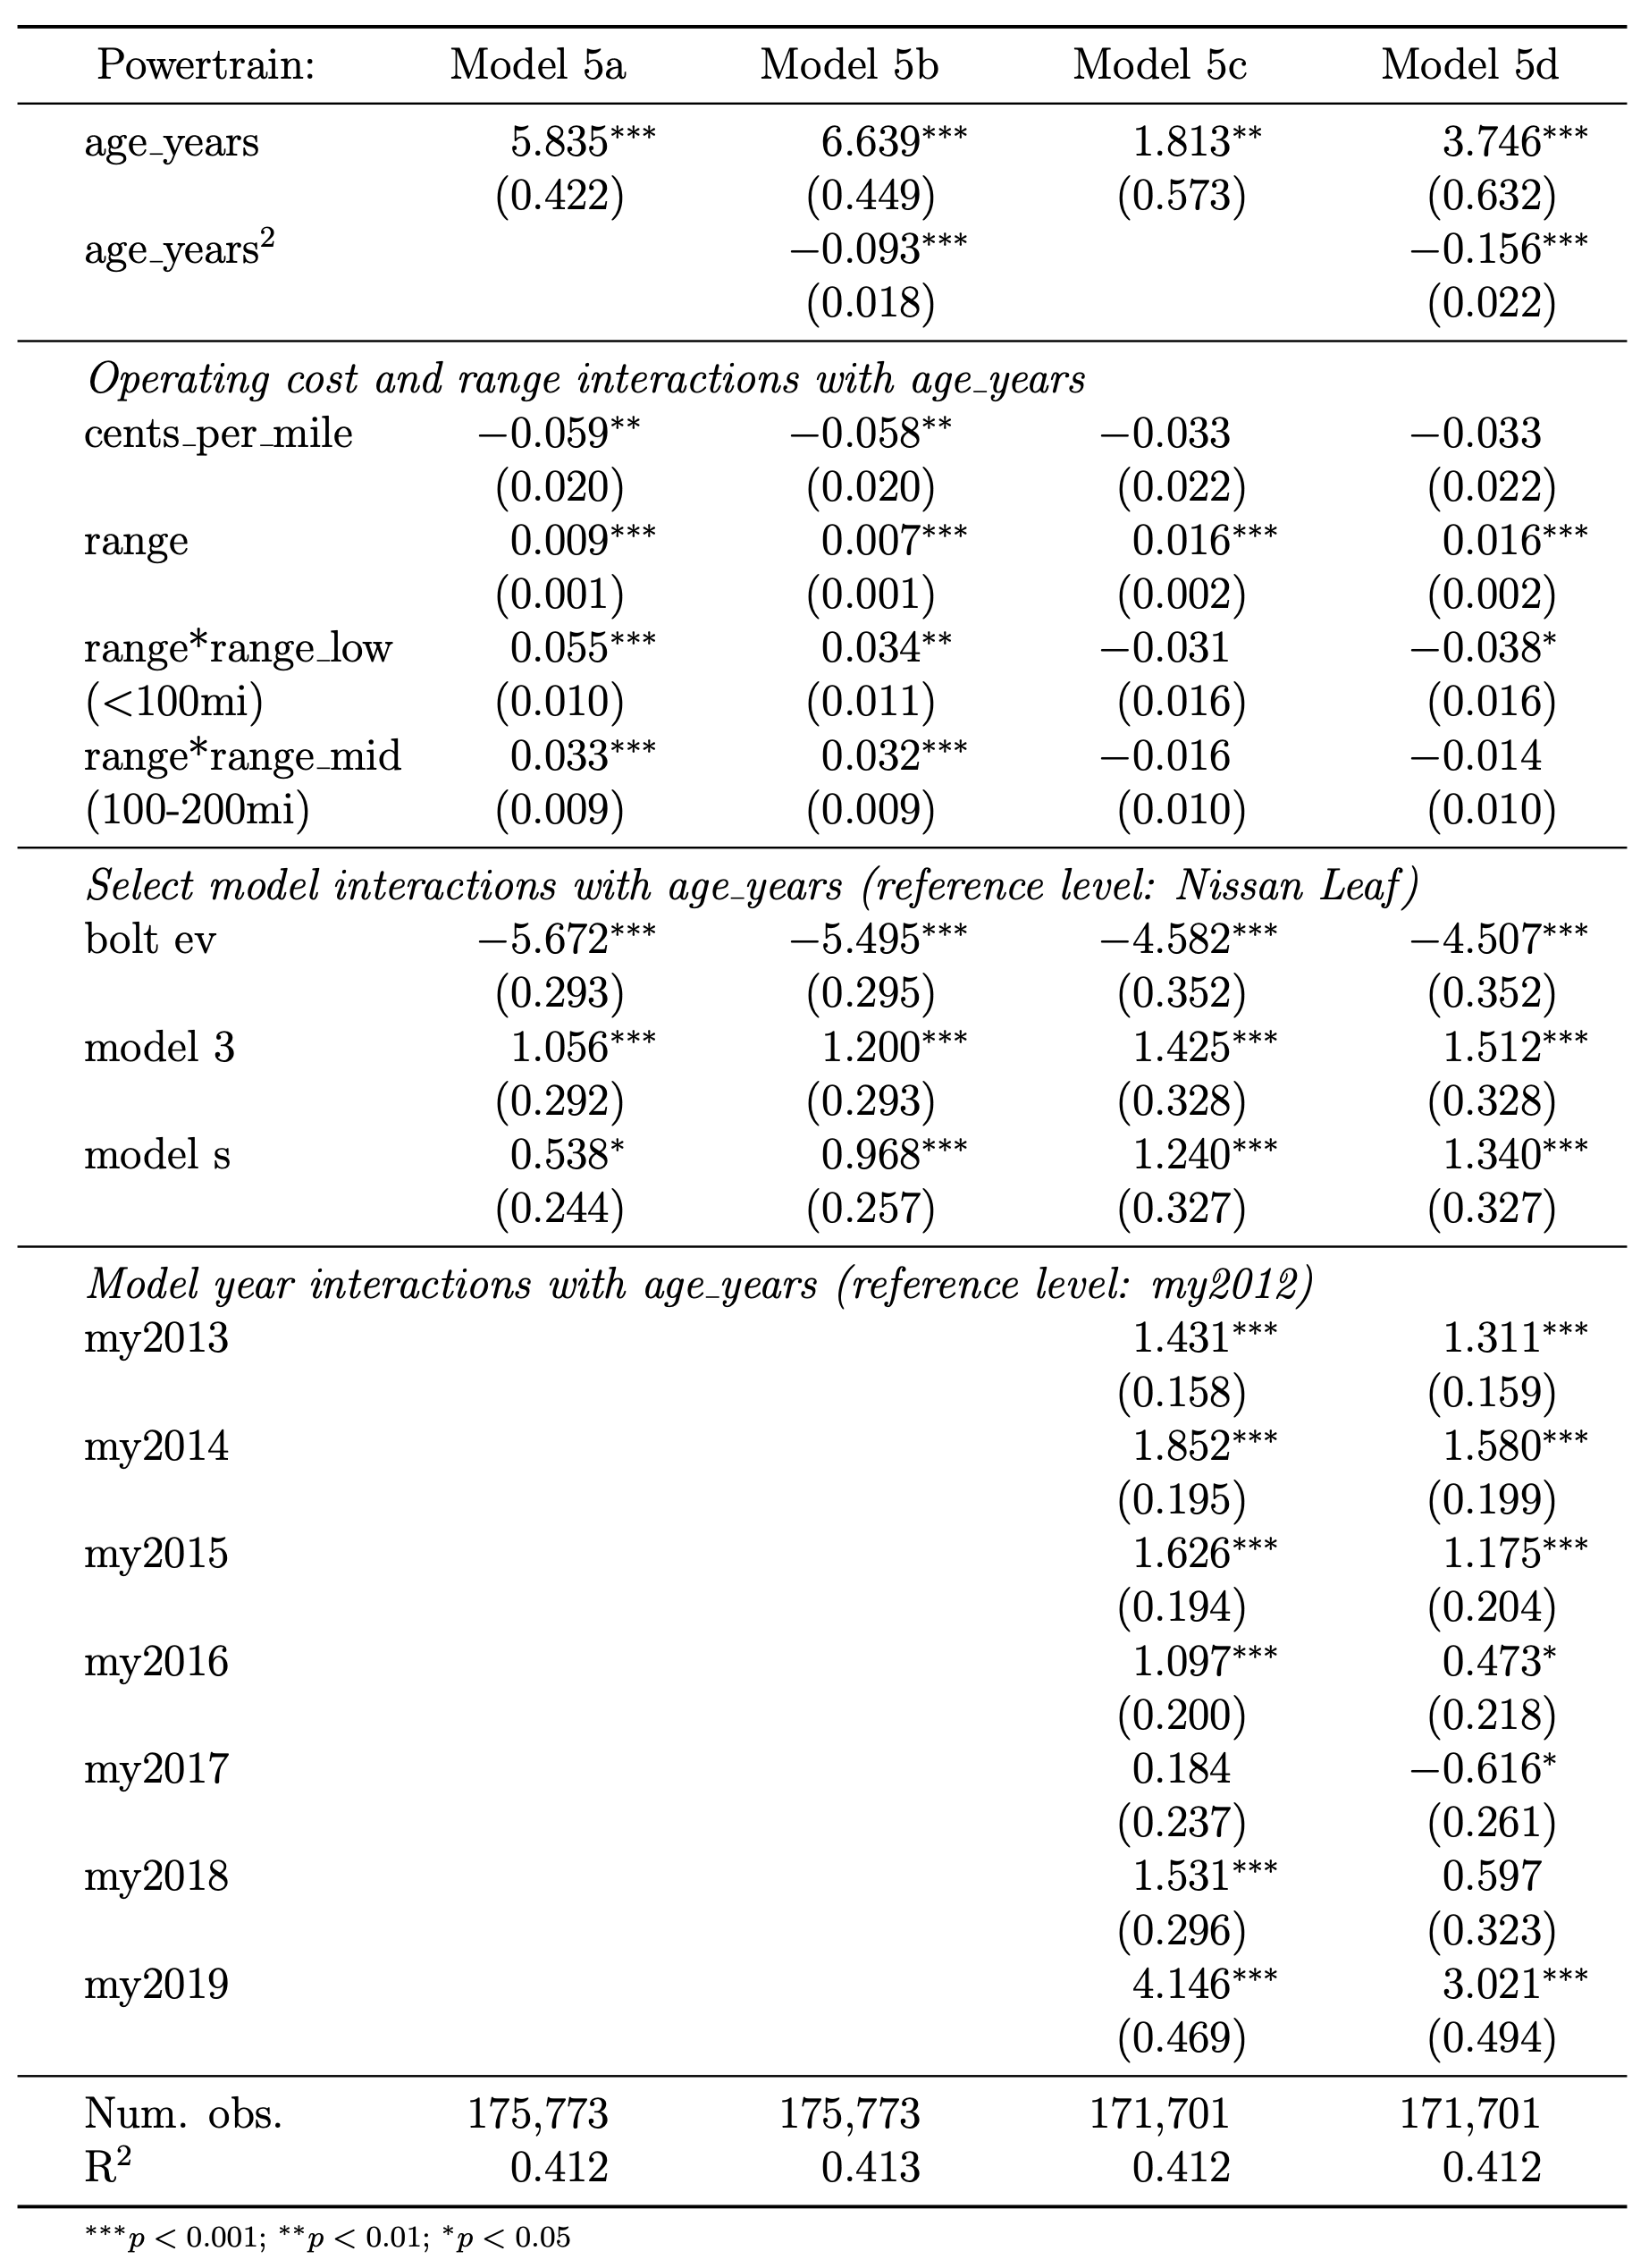 Powertrain: Model 5a Model 5b Model 5c Model 5d
age_years 5.835*** 6.639*** 1.813** 3.746***
(0.422) (0.449) (0.573) (0.632)
age_years² −0.093*** −0.156***
(0.018) (0.022)
Operating cost and range interactions with age_years
cents_per_mile −0.059** −0.058** −0.033 −0.033
(0.020) (0.020) (0.022) (0.022)
range 0.009*** 0.007*** 0.016*** 0.016***
(0.001) (0.001) (0.002) (0.002)
range*range_low 0.055*** 0.034** −0.031 −0.038*
(<100mi) (0.010) (0.011) (0.016) (0.016)
range*range_mid 0.033*** 0.032*** −0.016 −0.014
(100-200mi) (0.009) (0.009) (0.010) (0.010)
Select model interactions with age_years (reference level: Nissan Leaf)
bolt ev −5.672*** −5.495*** −4.582*** −4.507***
(0.293) (0.295) (0.352) (0.352)
model 3 1.056*** 1.200*** 1.425*** 1.512***
(0.292) (0.293) (0.328) (0.328)
model s 0.538* 0.968*** 1.240*** 1.340***
(0.244) (0.257) (0.327) (0.327)
Model year interactions with age_years (reference level: my2012)
my2013 1.431*** 1.311***
(0.158) (0.159)
my2014 1.852*** 1.580***
(0.195) (0.199)
my2015 1.626*** 1.175***
(0.194) (0.204)
my2016 1.097*** 0.473*
(0.200) (0.218)
my2017 0.184 −0.616*
(0.237) (0.261)
my2018 1.531*** 0.597
(0.296) (0.323)
my2019 4.146*** 3.021***
(0.469) (0.494)
Num. obs. 175,773 175,773 171,701 171,701
R² 0.412 0.413 0.412 0.412
***p < 0.001; **p < 0.01; *p < 0.05